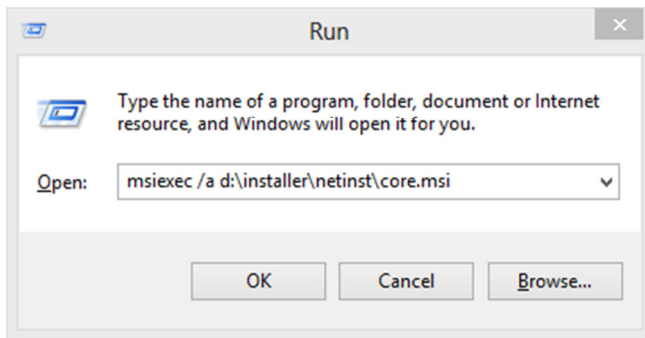 Run
Type the name of a program, folder, document or Internet
resource, and Windows will open it for you.
Open: msiexec /a d:\installer\netinst\core.msi
OK Cancel Browse...